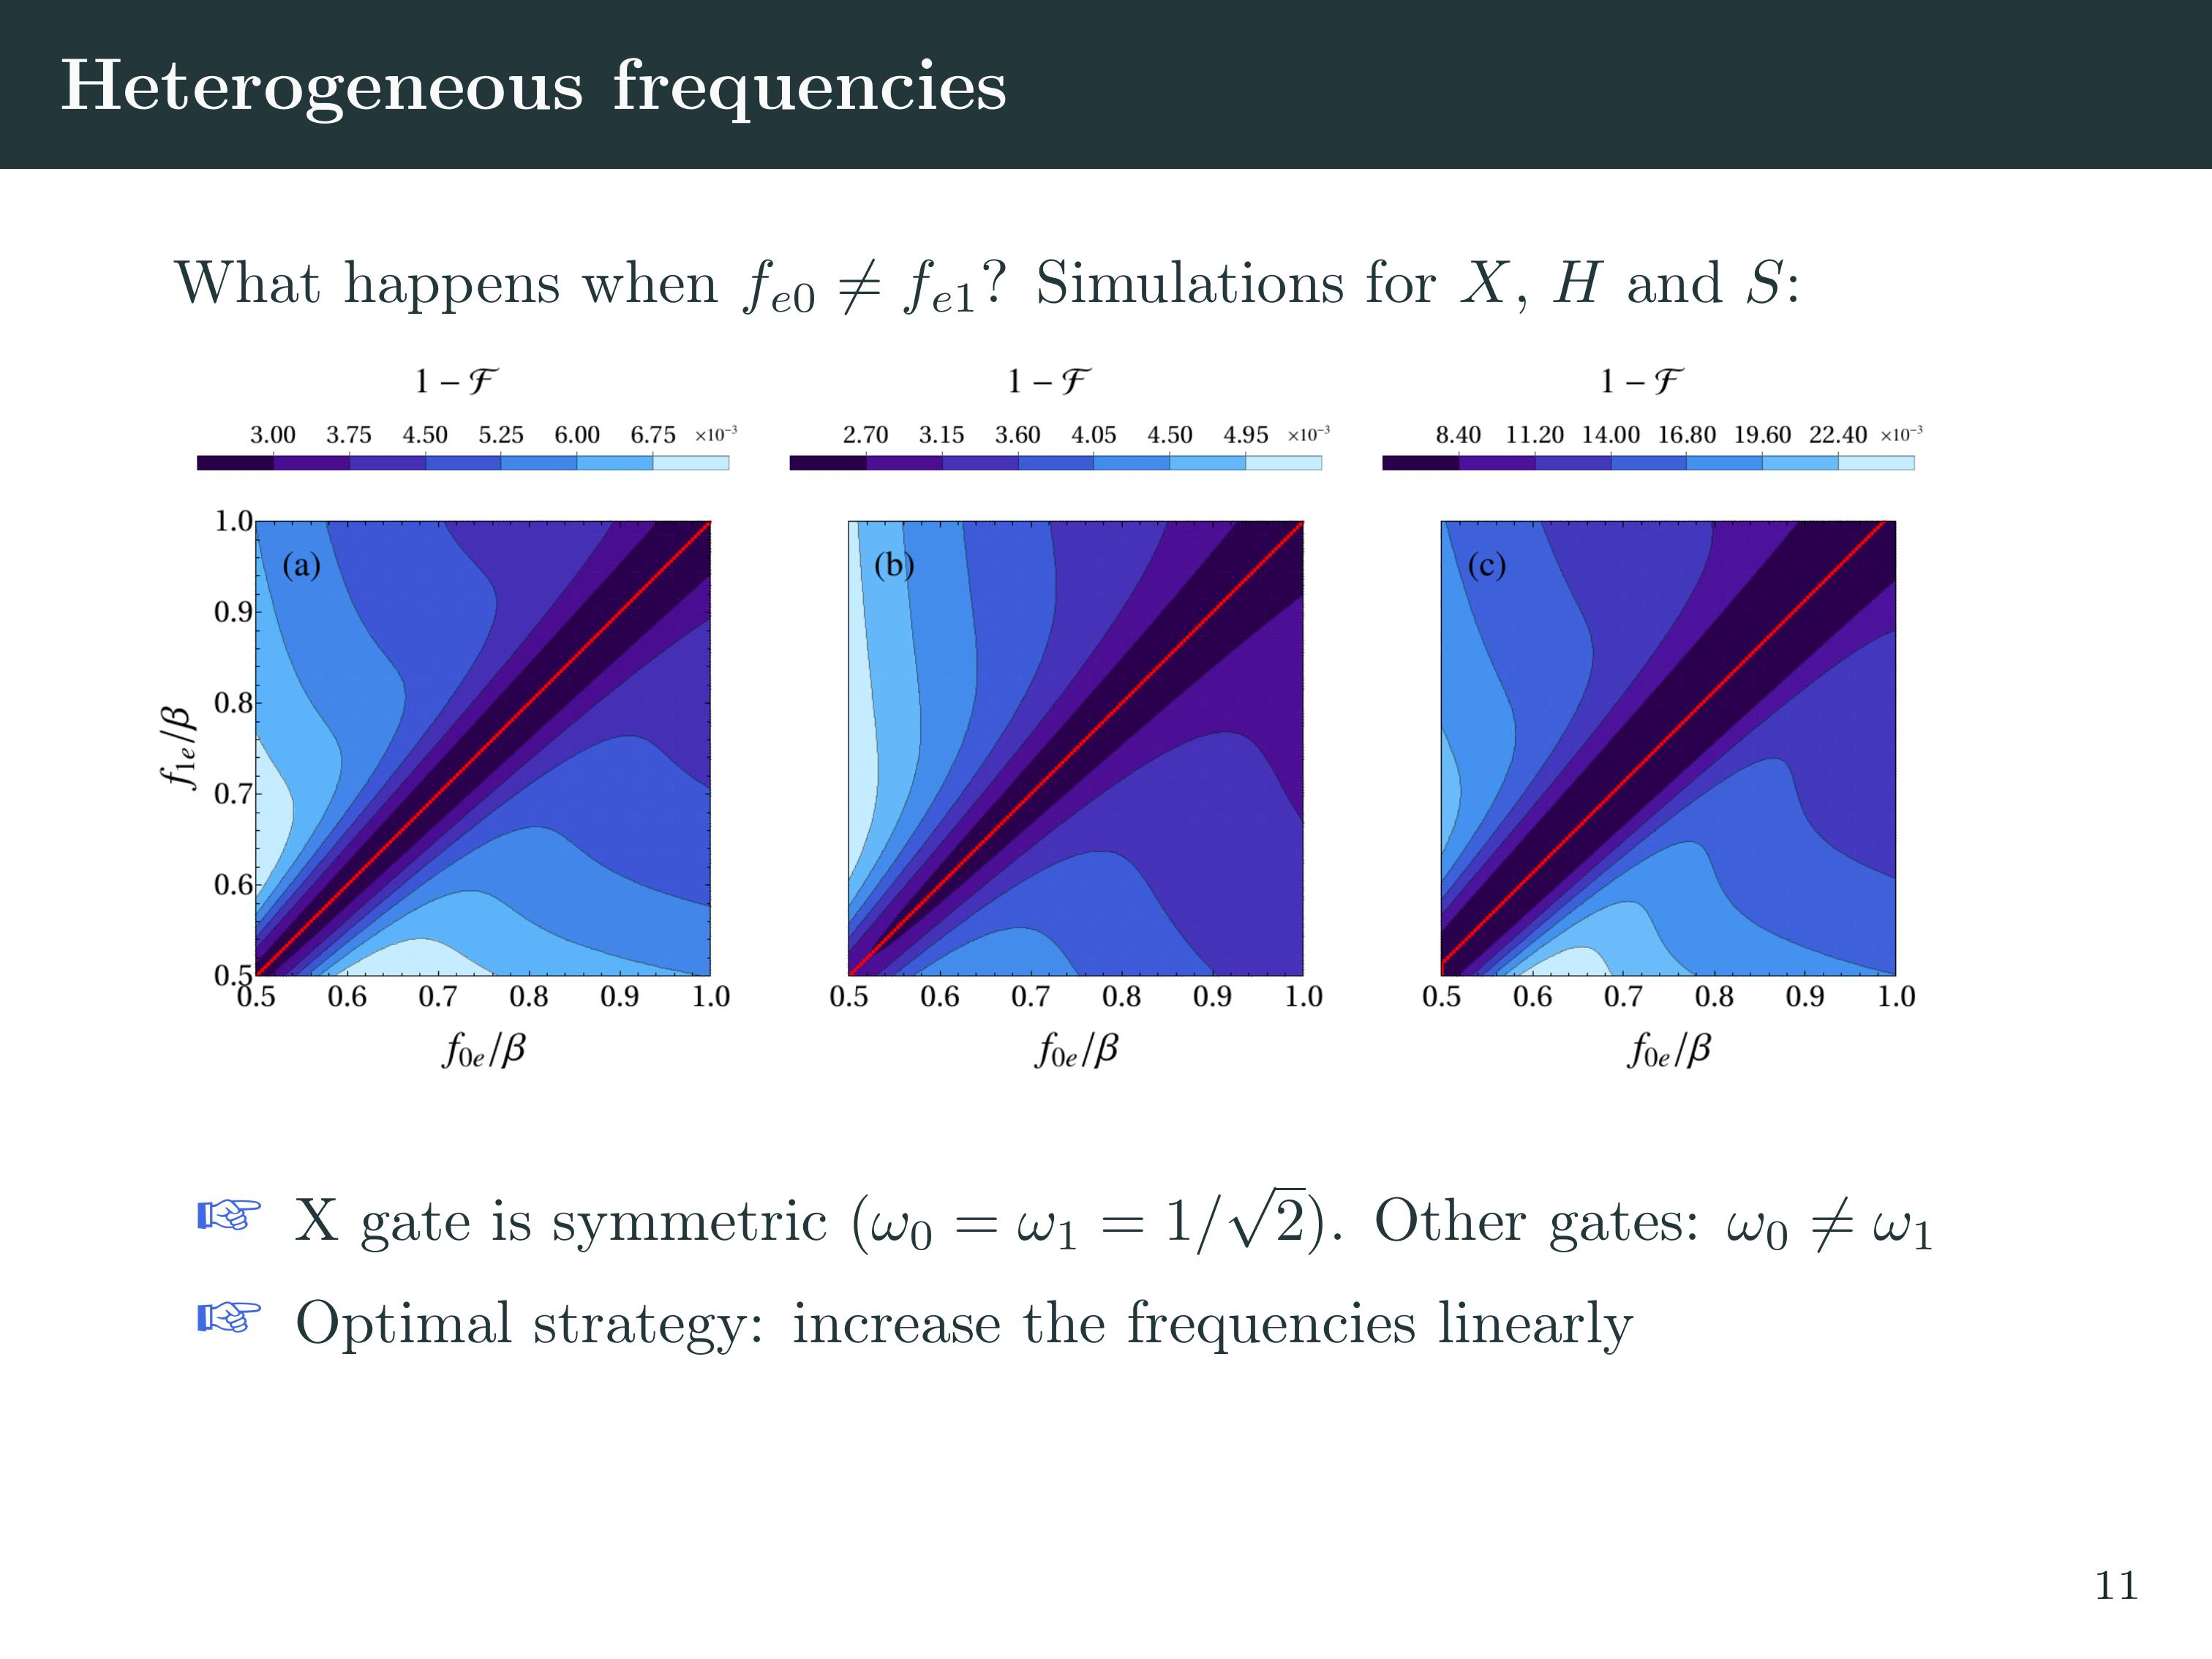 Heterogeneous frequencies
What happens when f_{e0} ≠ f_{e1}? Simulations for X, H and S:
1 – ℱ 1 – ℱ 1 – ℱ
3.00 3.75 4.50 5.25 6.00 6.75 ×10⁻³ 2.70 3.15 3.60 4.05 4.50 4.95 ×10⁻³ 8.40 11.20 14.00 16.80 19.60 22.40 ×10⁻³
1.0
(a) (b) (c)
0.9
0.8
f_{1e}/β
0.7
0.6
0.5
0.5 0.6 0.7 0.8 0.9 1.0 0.5 0.6 0.7 0.8 0.9 1.0 0.5 0.6 0.7 0.8 0.9 1.0
f_{0e}/β f_{0e}/β f_{0e}/β
☞ X gate is symmetric (ω₀ = ω₁ = 1/√2). Other gates: ω₀ ≠ ω₁
☞ Optimal strategy: increase the frequencies linearly
11